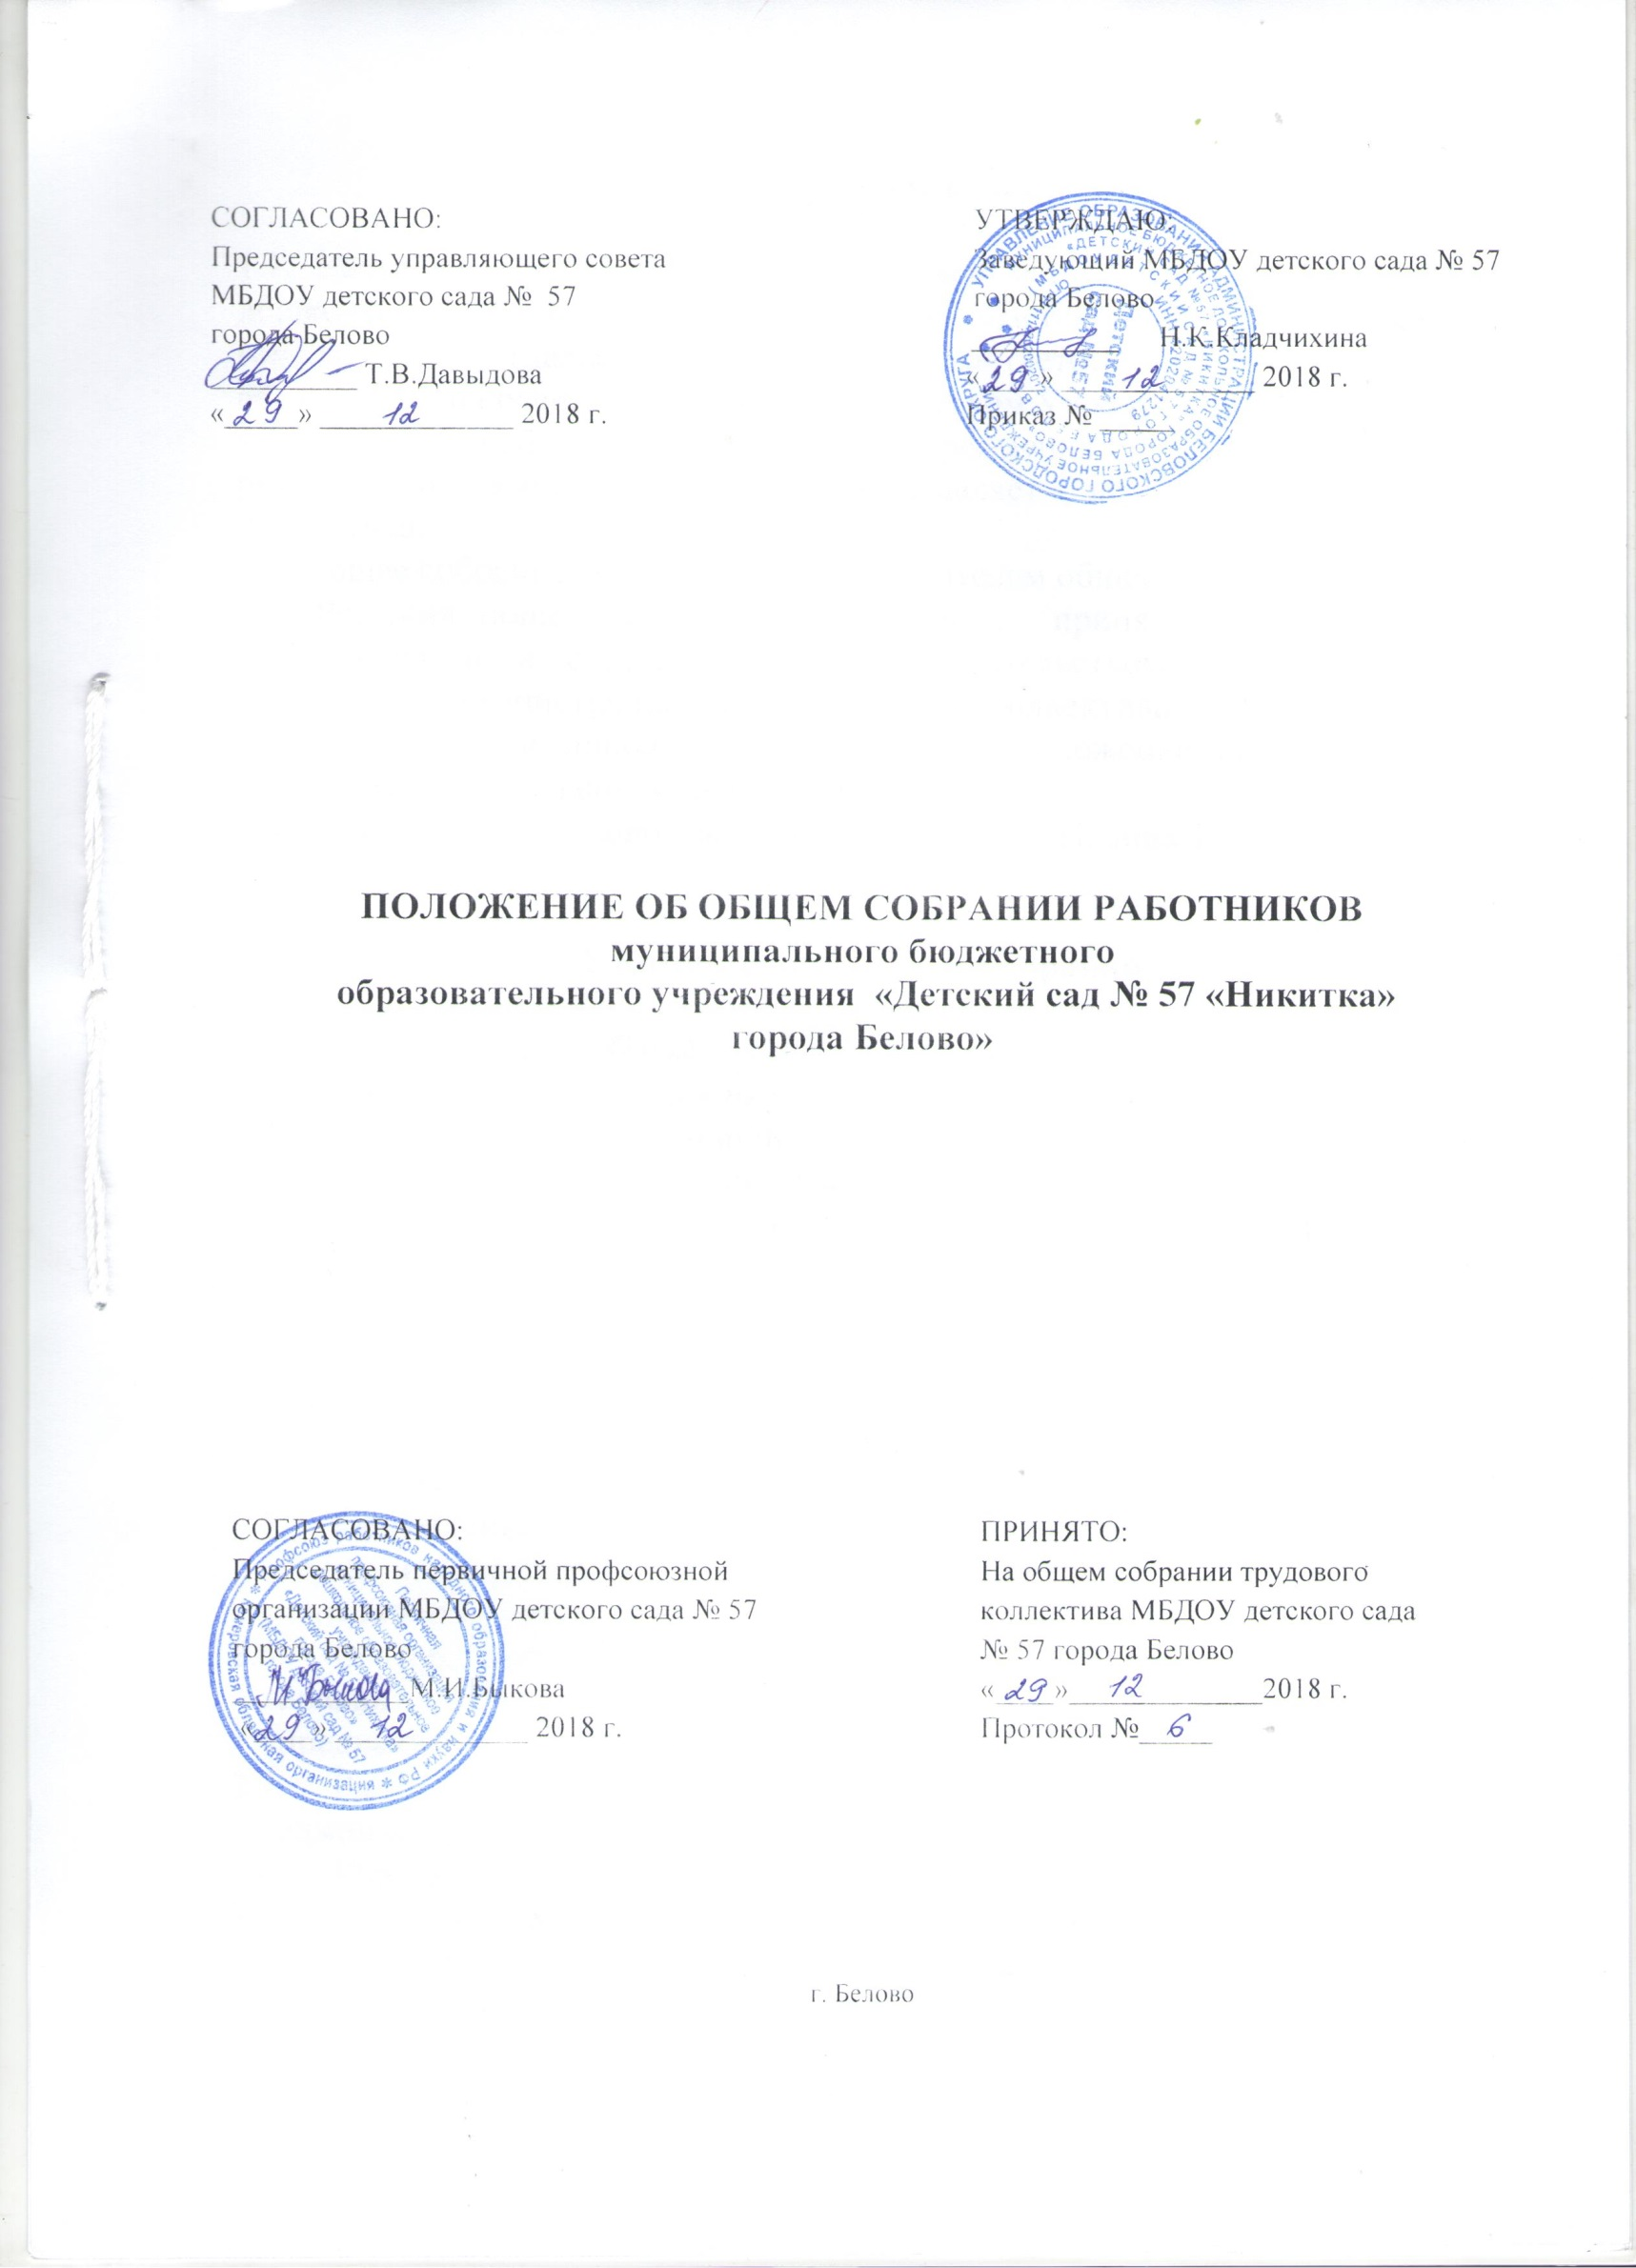 СОГЛАСОВАНО:
Председатель управляющего совета
МБДОУ детского сада № 57
города Белово
__________ Т.В.Давыдова
«29» 12 2018 г.
УТВЕРЖДАЮ:
Заведующий МБДОУ детского сада № 57
города Белово
__________ Н.К.Кладчихина
«29» 12 2018 г.
Приказ № _____
ПОЛОЖЕНИЕ ОБ ОБЩЕМ СОБРАНИИ РАБОТНИКОВ
муниципального бюджетного
образовательного учреждения «Детский сад № 57 «Никитка»
города Белово»
СОГЛАСОВАНО:
Председатель первичной профсоюзной
организации МБДОУ детского сада № 57
города Белово
__________ М.И.Быкова
«29» 12 2018 г.
ПРИНЯТО:
На общем собрании трудового
коллектива МБДОУ детского сада
№ 57 города Белово
«29» 12 2018 г.
Протокол № 6
г. Белово